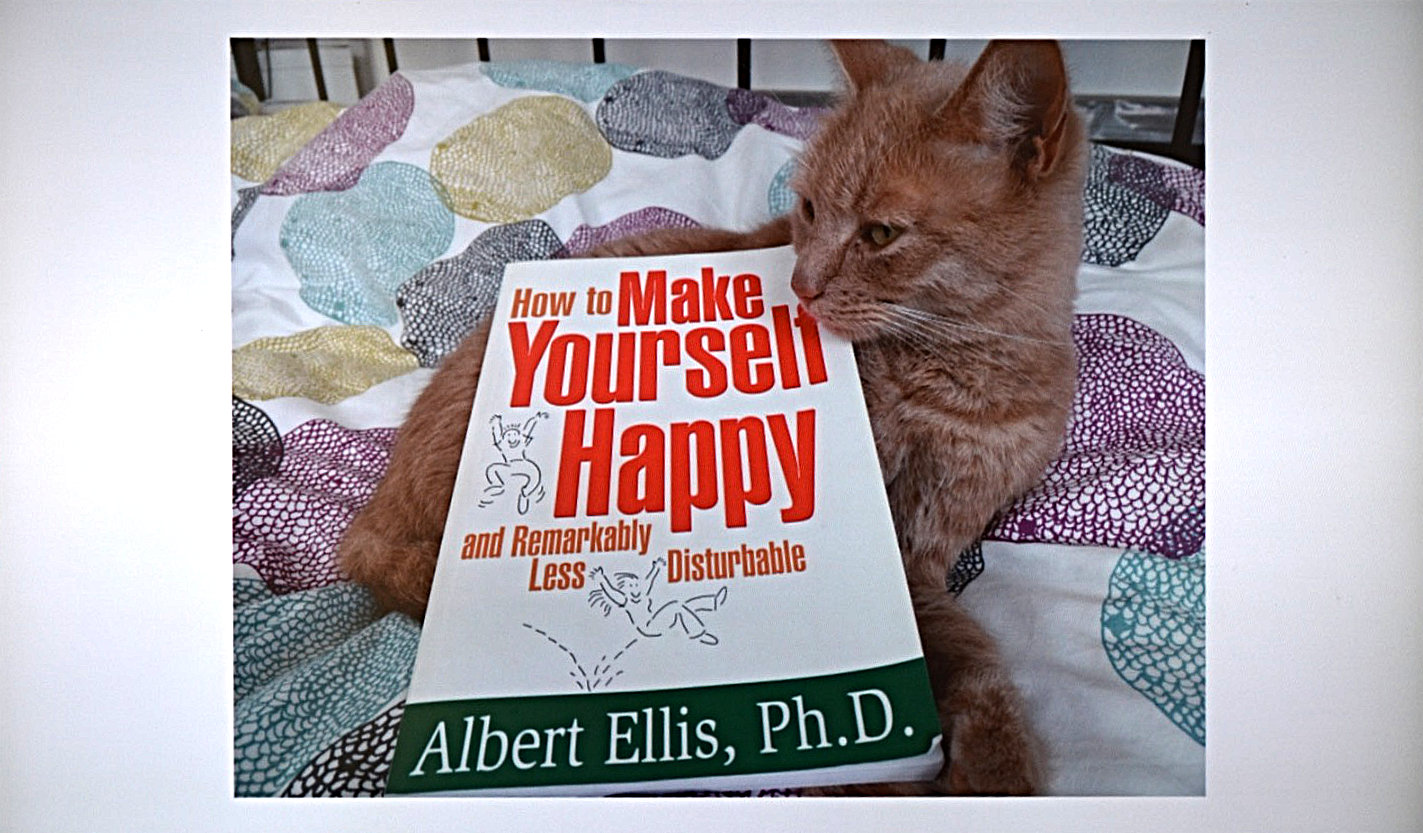 How to Make
Yourself
Happy
and Remarkably
Less Disturbable
Albert Ellis, Ph.D.